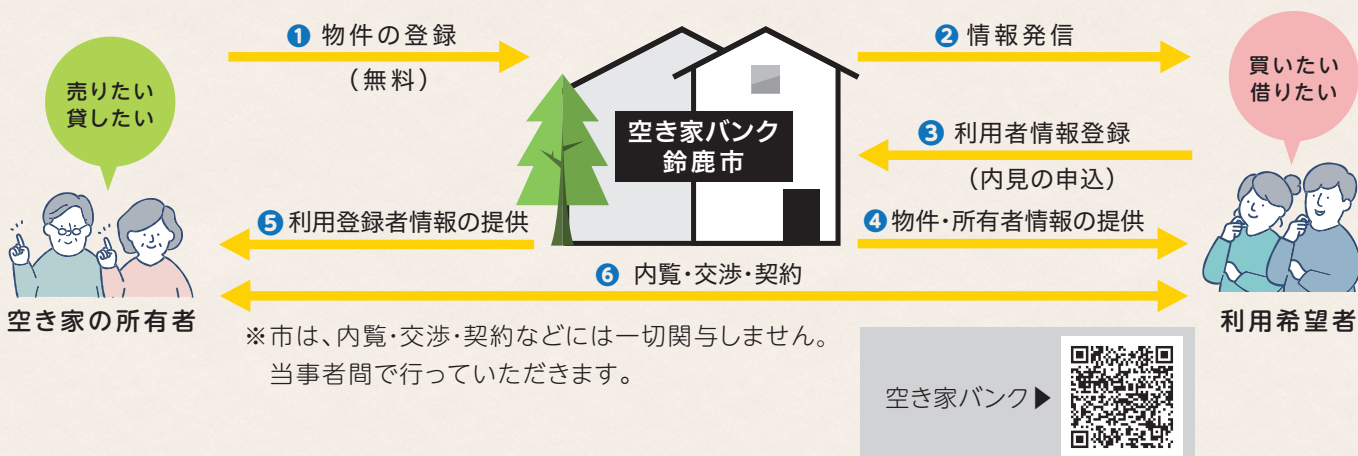 ❶ 物件の登録
（無料）
❷ 情報発信
売りたい
貸したい
買いたい
借りたい
空き家バンク
鈴鹿市
❸ 利用者情報登録
（内見の申込）
❺ 利用登録者情報の提供
❹ 物件・所有者情報の提供
❻ 内覧・交渉・契約
空き家の所有者
利用希望者
※市は、内覧・交渉・契約などには一切関与しません。
当事者間で行っていただきます。
空き家バンク▶